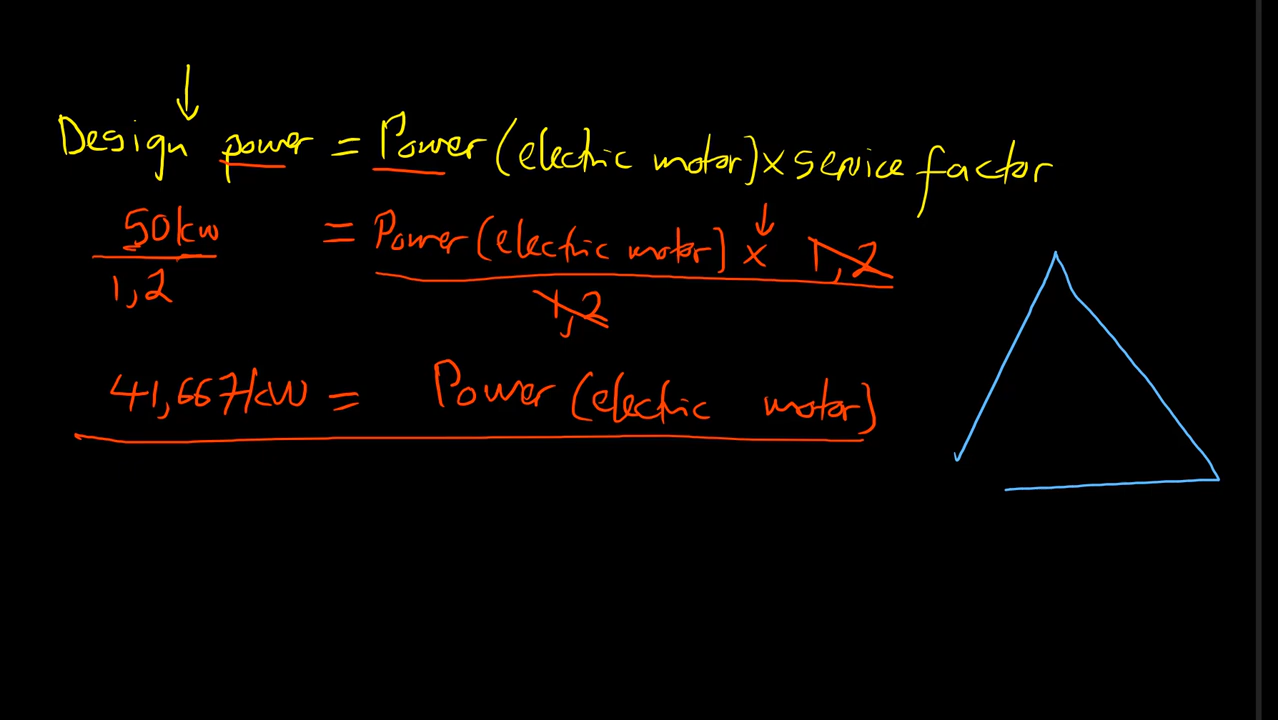 Design power = Power (electric motor) x service factor
50kw = Power (electric motor) x 1,2
1,2 1,2
41,667kW = Power (electric motor)